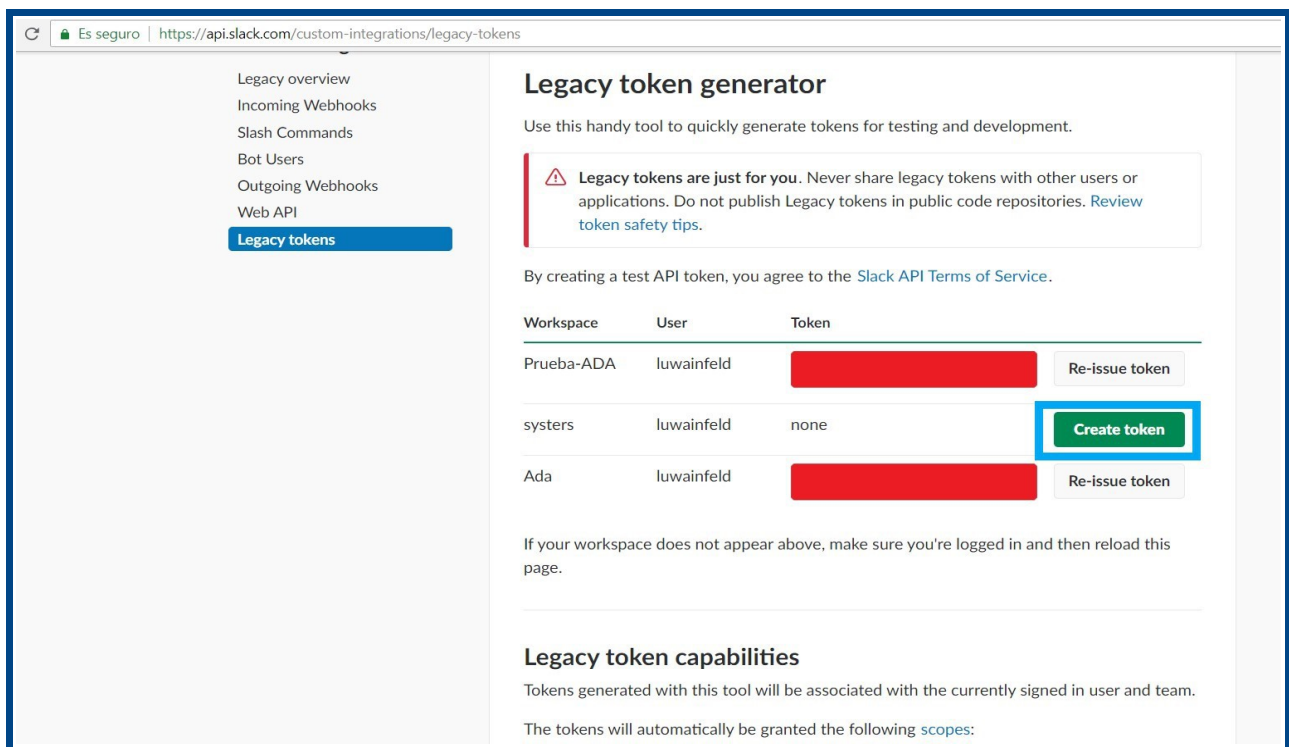 Es seguro | https://api.slack.com/custom-integrations/legacy-tokens
Legacy overview
Incoming Webhooks
Slash Commands
Bot Users
Outgoing Webhooks
Web API
Legacy tokens
Legacy token generator
Use this handy tool to quickly generate tokens for testing and development.
Legacy tokens are just for you. Never share legacy tokens with other users or
applications. Do not publish Legacy tokens in public code repositories. Review
token safety tips.
By creating a test API token, you agree to the Slack API Terms of Service.
Workspace User Token
Prueba-ADA luwainfeld Re-issue token
systers luwainfeld none Create token
Ada luwainfeld Re-issue token
If your workspace does not appear above, make sure you're logged in and then reload this
page.
Legacy token capabilities
Tokens generated with this tool will be associated with the currently signed in user and team.
The tokens will automatically be granted the following scopes: